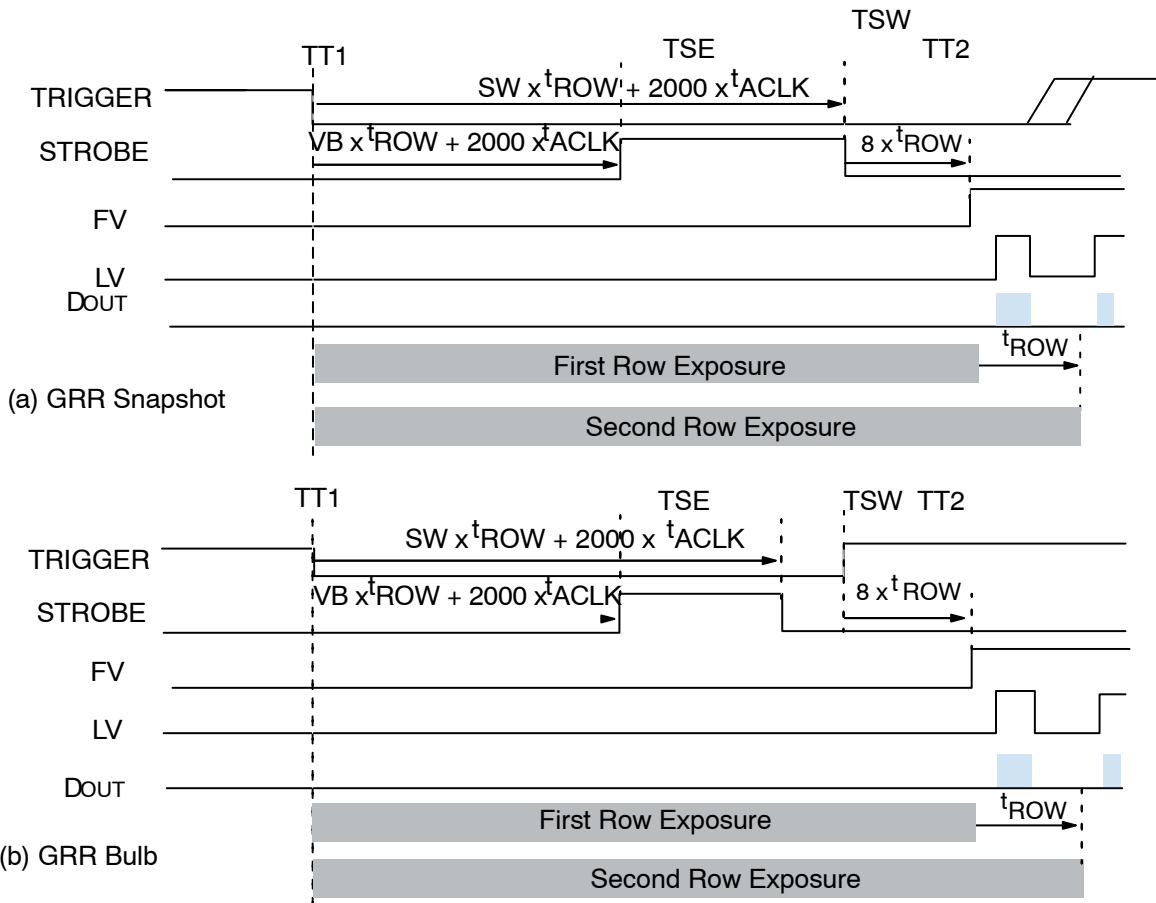 TSW
TT1 TSE TT2
TRIGGER SW x tROW + 2000 x tACLK
STROBE VB x tROW + 2000 x tACLK 8 x tROW
FV
LV
DOUT
tROW
First Row Exposure
(a) GRR Snapshot
Second Row Exposure
TT1 TSE TSW TT2
TRIGGER SW x tROW + 2000 x tACLK
STROBE VB x tROW + 2000 x tACLK 8 x tROW
FV
LV
DOUT
tROW
First Row Exposure
(b) GRR Bulb
Second Row Exposure